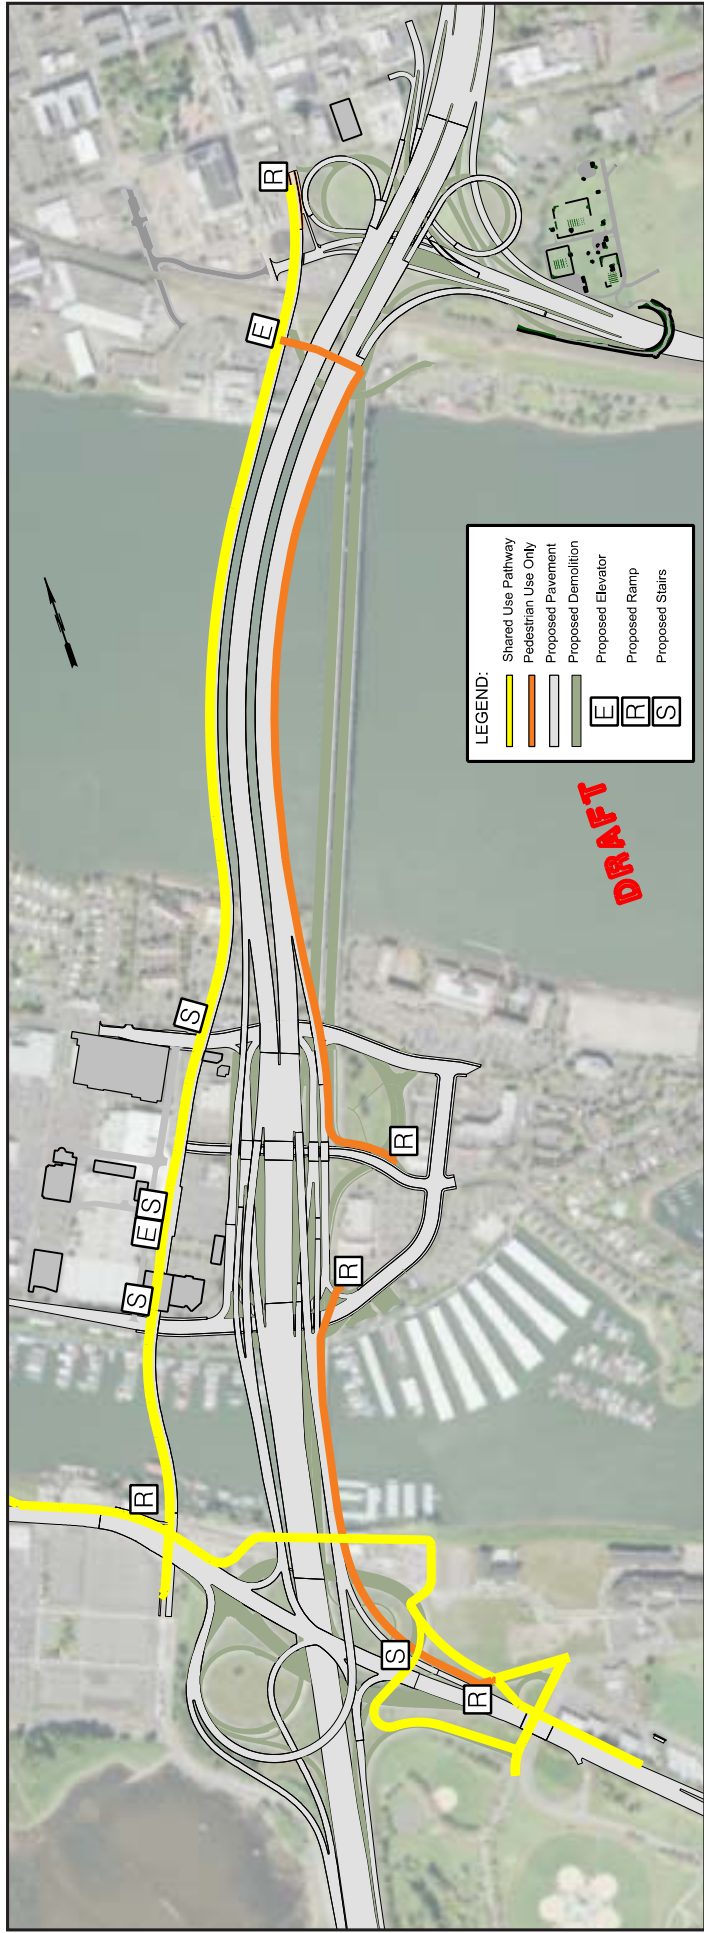 R
E
S
E S
S
R
R
R
S
R
LEGEND:
Shared Use Pathway
Pedestrian Use Only
Proposed Pavement
Proposed Demolition
E Proposed Elevator
R Proposed Ramp
S Proposed Stairs
DRAFT